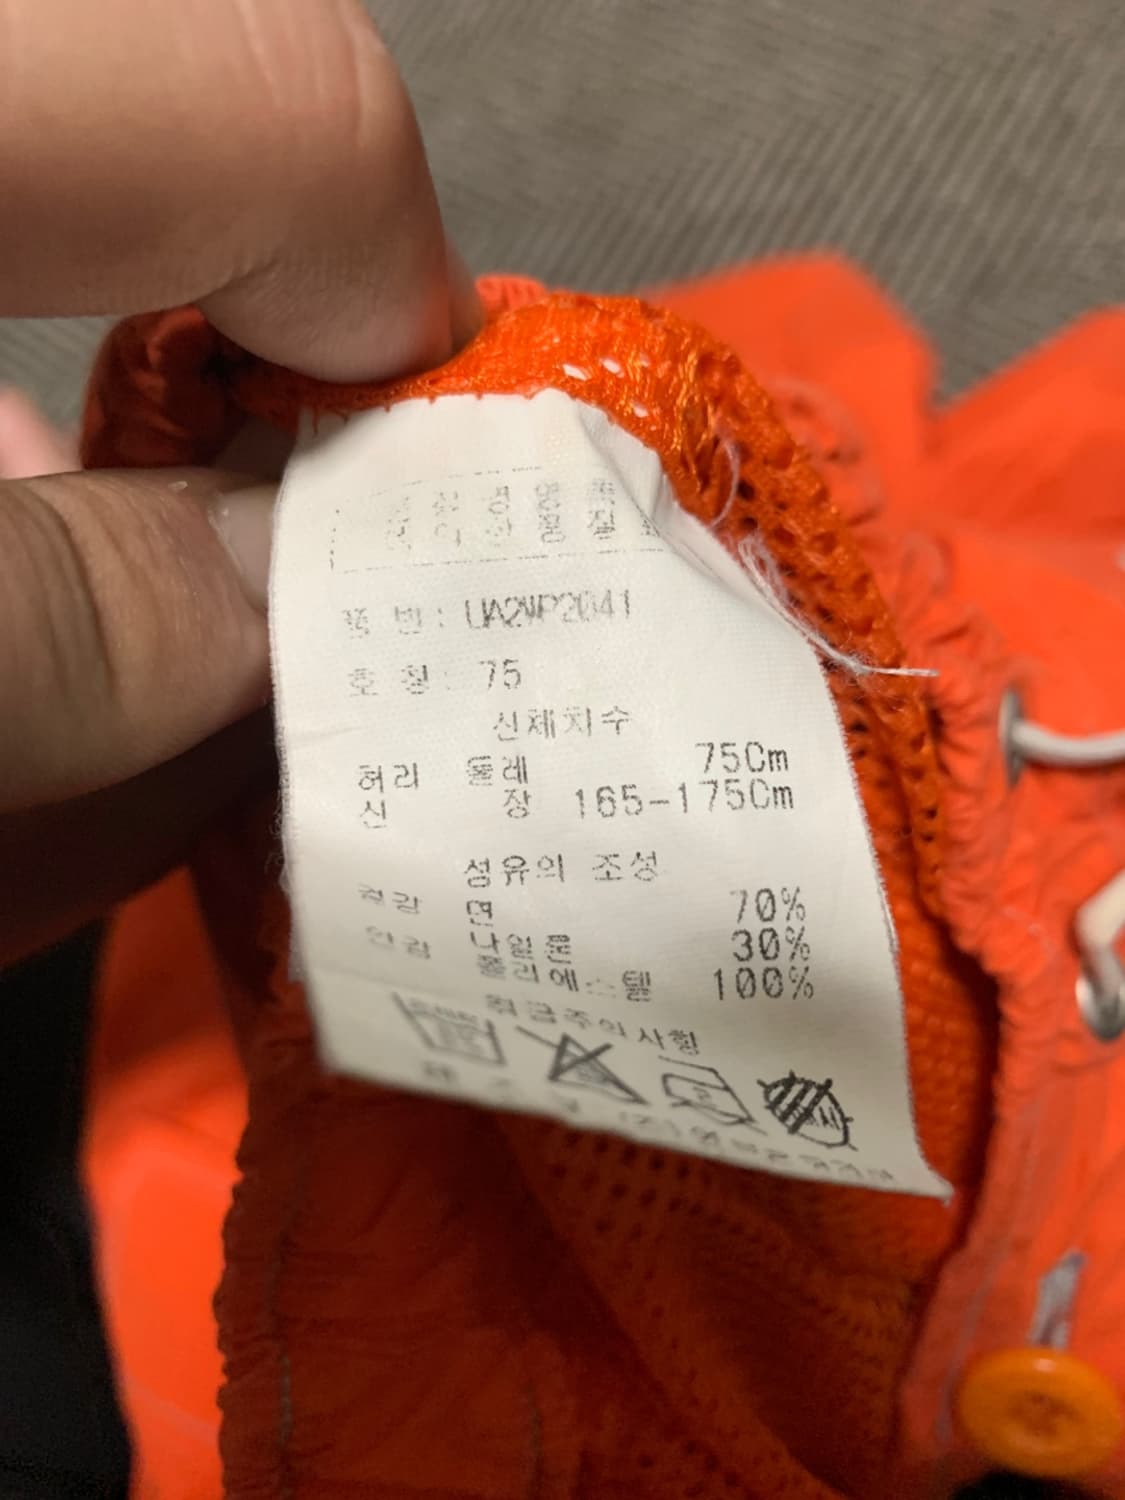 품 번: UA2WP2041
호 칭: 75
신체치수
허리 둘레 75Cm
신 장 165-175Cm
섬유의 조성
겉감 면 70%
나일론 30%
안감 폴리에스텔 100%
취급주의사항